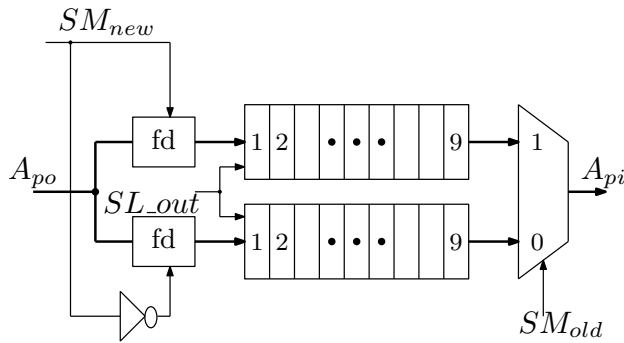 SM_new
fd
1 2 • • • 9
1
A_po
A_pi
SL_out
fd
1 2 • • • 9
0
SM_old